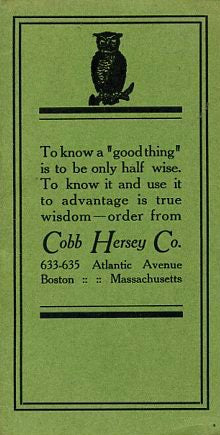 To know a "good thing"
is to be only half wise.
To know it and use it
to advantage is true
wisdom—order from
Cobb Hersey Co.
633-635 Atlantic Avenue
Boston :: :: Massachusetts